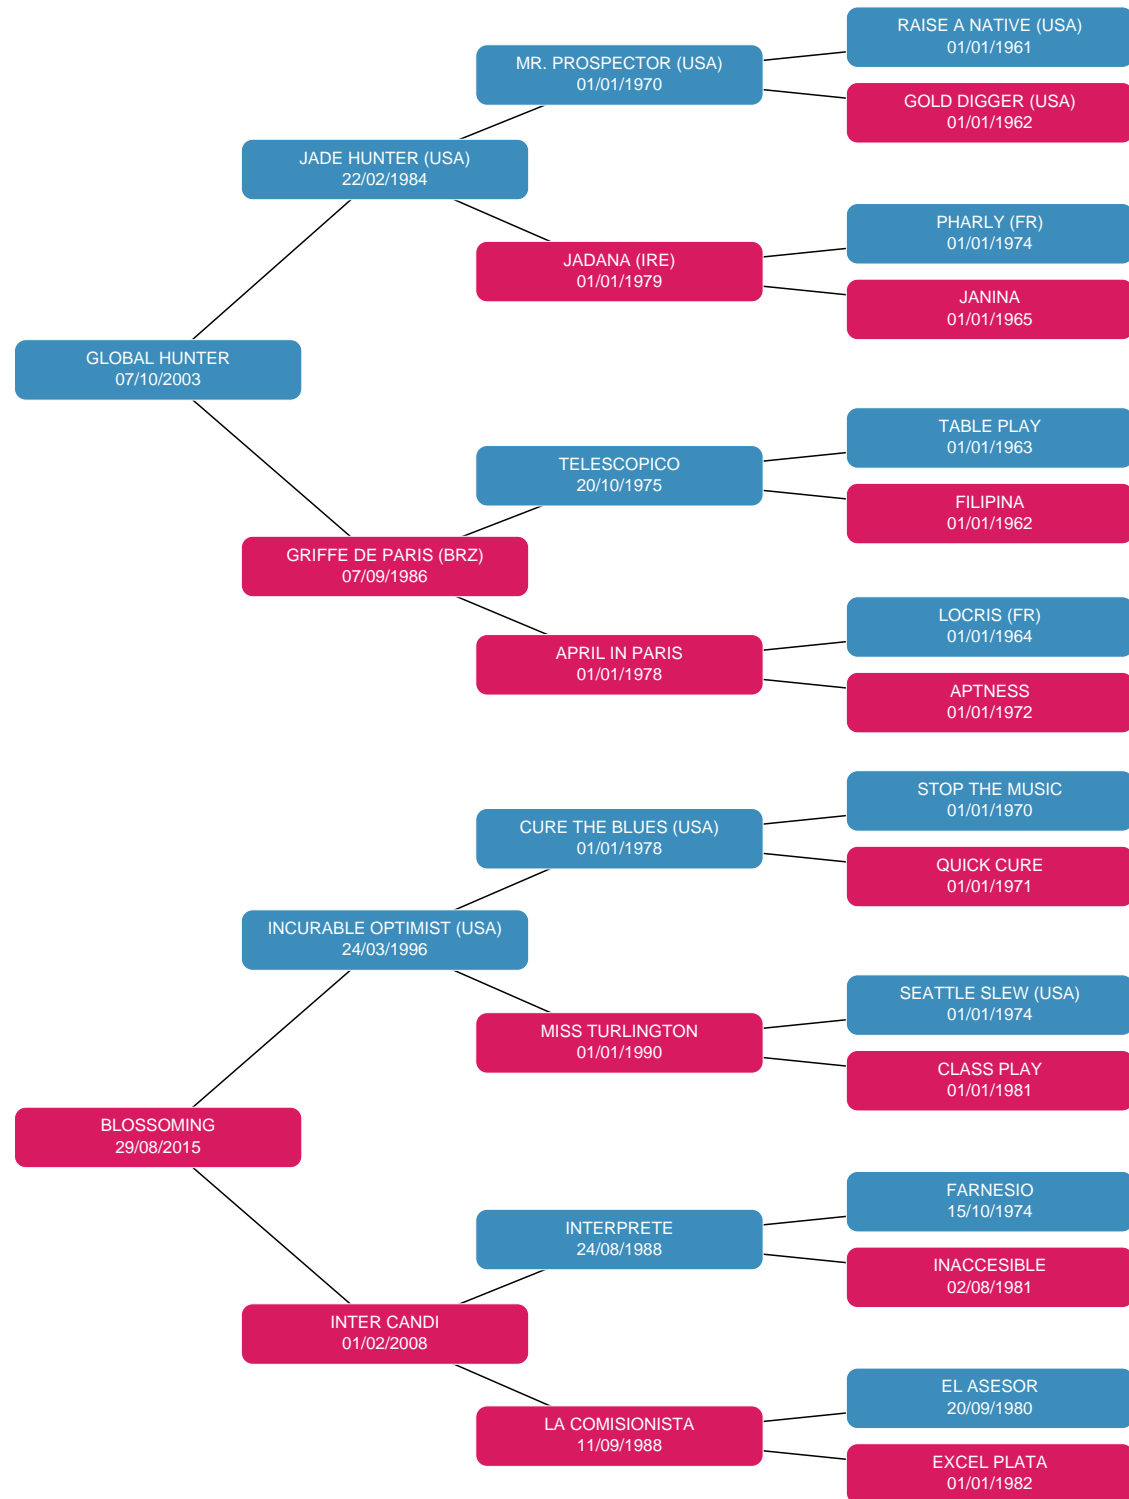 RAISE A NATIVE (USA)
01/01/1961
MR. PROSPECTOR (USA)
01/01/1970
GOLD DIGGER (USA)
01/01/1962
JADE HUNTER (USA)
22/02/1984
PHARLY (FR)
01/01/1974
JADANA (IRE)
01/01/1979
JANINA
01/01/1965
GLOBAL HUNTER
07/10/2003
TABLE PLAY
01/01/1963
TELESCOPICO
20/10/1975
FILIPINA
01/01/1962
GRIFFE DE PARIS (BRZ)
07/09/1986
LOCRIS (FR)
01/01/1964
APRIL IN PARIS
01/01/1978
APTNESS
01/01/1972
STOP THE MUSIC
01/01/1970
CURE THE BLUES (USA)
01/01/1978
QUICK CURE
01/01/1971
INCURABLE OPTIMIST (USA)
24/03/1996
SEATTLE SLEW (USA)
01/01/1974
MISS TURLINGTON
01/01/1990
CLASS PLAY
01/01/1981
BLOSSOMING
29/08/2015
FARNESIO
15/10/1974
INTERPRETE
24/08/1988
INACCESIBLE
02/08/1981
INTER CANDI
01/02/2008
EL ASESOR
20/09/1980
LA COMISIONISTA
11/09/1988
EXCEL PLATA
01/01/1982